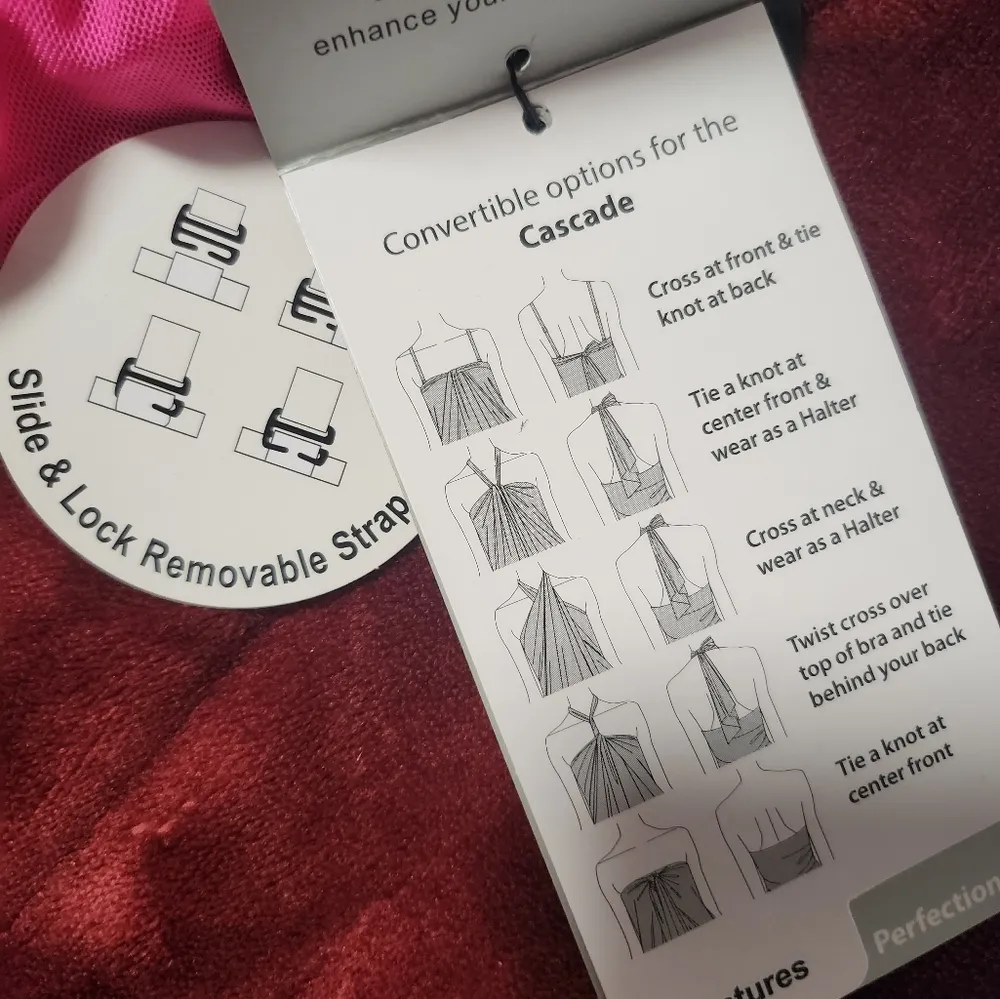 enhance your
Convertible options for the
Cascade
Cross at front & tie
knot at back
Tie a knot at
center front &
wear as a Halter
Cross at neck &
wear as a Halter
Twist cross over
top of bra and tie
behind your back
Tie a knot at
center front
Perfection
Slide & Lock Removable Strap